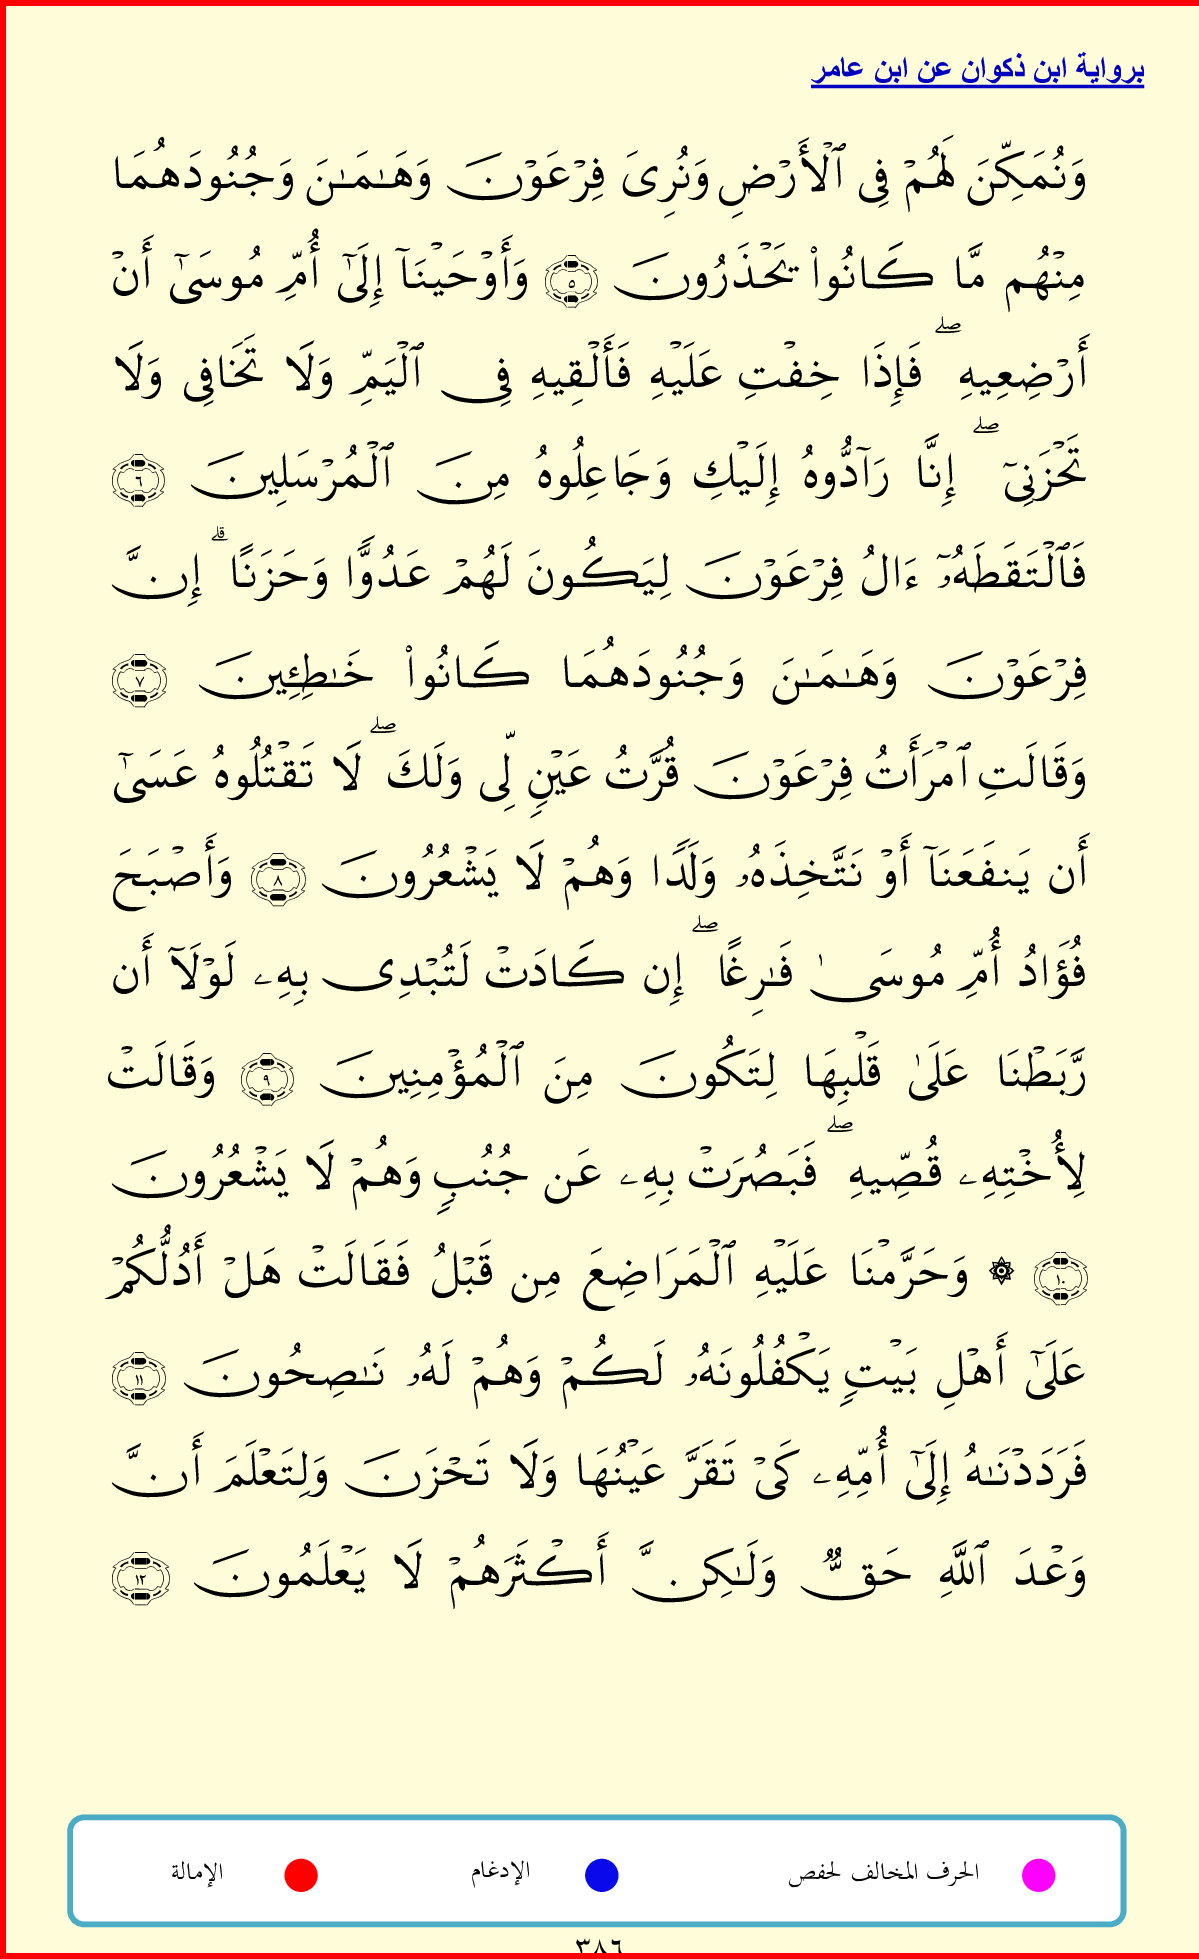 برواية ابن ذكوان عن ابن عامر
وَنُمَكِّنَ لَهُمۡ فِي ٱلۡأَرۡضِ وَنُرِيَ فِرۡعَوۡنَ وَهَٰمَٰنَ وَجُنُودَهُمَا
مِنۡهُم مَّا كَانُواْ يَحۡذَرُونَ ٥ وَأَوۡحَيۡنَآ إِلَىٰٓ أُمِّ مُوسَىٰٓ أَنۡ
أَرۡضِعِيهِۖ فَإِذَا خِفۡتِ عَلَيۡهِ فَأَلۡقِيهِ فِي ٱلۡيَمِّ وَلَا تَخَافِي وَلَا
تَحۡزَنِيٓۖ إِنَّا رَآدُّوهُ إِلَيۡكِ وَجَاعِلُوهُ مِنَ ٱلۡمُرۡسَلِينَ ٦
فَٱلۡتَقَطَهُۥٓ ءَالُ فِرۡعَوۡنَ لِيَكُونَ لَهُمۡ عَدُوّٗا وَحَزَنًاۗ إِنَّ
فِرۡعَوۡنَ وَهَٰمَٰنَ وَجُنُودَهُمَا كَانُواْ خَٰطِـِٔينَ ٧
وَقَالَتِ ٱمۡرَأَتُ فِرۡعَوۡنَ قُرَّتُ عَيۡنٖ لِّي وَلَكَۖ لَا تَقۡتُلُوهُ عَسَىٰٓ
أَن يَنفَعَنَآ أَوۡ نَتَّخِذَهُۥ وَلَدٗا وَهُمۡ لَا يَشۡعُرُونَ ٨ وَأَصۡبَحَ
فُؤَادُ أُمِّ مُوسَىٰ فَٰرِغًاۖ إِن كَادَتۡ لَتُبۡدِي بِهِۦ لَوۡلَآ أَن
رَّبَطۡنَا عَلَىٰ قَلۡبِهَا لِتَكُونَ مِنَ ٱلۡمُؤۡمِنِينَ ٩ وَقَالَتۡ
لِأُخۡتِهِۦ قُصِّيهِۖ فَبَصُرَتۡ بِهِۦ عَن جُنُبٖ وَهُمۡ لَا يَشۡعُرُونَ
١٠ ۞ وَحَرَّمۡنَا عَلَيۡهِ ٱلۡمَرَاضِعَ مِن قَبۡلُ فَقَالَتۡ هَلۡ أَدُلُّكُمۡ
عَلَىٰٓ أَهۡلِ بَيۡتٖ يَكۡفُلُونَهُۥ لَكُمۡ وَهُمۡ لَهُۥ نَٰصِحُونَ ١١
فَرَدَدۡنَٰهُ إِلَىٰٓ أُمِّهِۦ كَيۡ تَقَرَّ عَيۡنُهَا وَلَا تَحۡزَنَ وَلِتَعۡلَمَ أَنَّ
وَعۡدَ ٱللَّهِ حَقّٞ وَلَٰكِنَّ أَكۡثَرَهُمۡ لَا يَعۡلَمُونَ ١٢
الحرف المخالف لحفص الإدغام الإمالة
٣٨٦